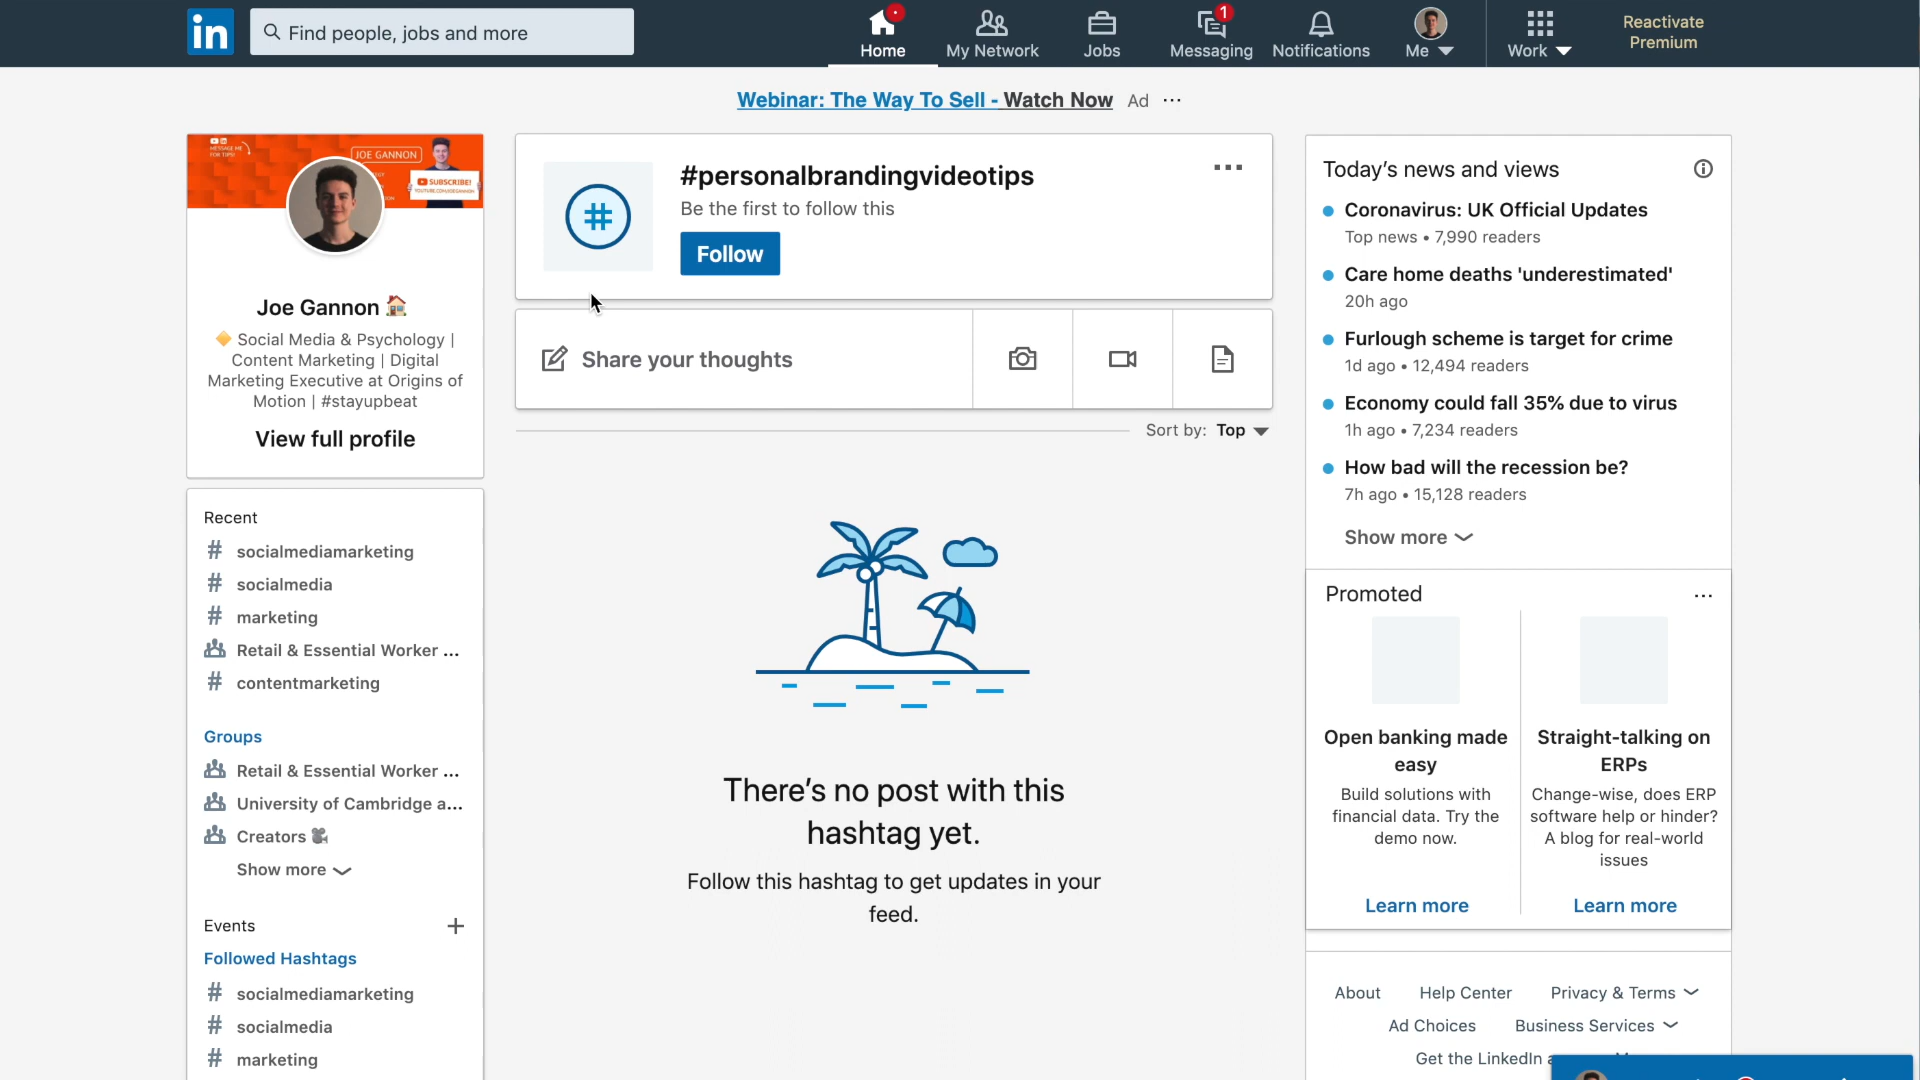 in
Find people, jobs and more
Home
My Network
Jobs
1
Messaging
Notifications
Me
Work
Reactivate
Premium
Webinar: The Way To Sell - Watch Now Ad ...
MESSAGE ME
FOR TIPS!
JOE GANNON
SUBSCRIBE!
Joe Gannon
Social Media & Psychology |
Content Marketing | Digital
Marketing Executive at Origins of
Motion | #stayupbeat
View full profile
Recent
# socialmediamarketing
# socialmedia
# marketing
Retail & Essential Worker ...
# contentmarketing
Groups
Retail & Essential Worker ...
University of Cambridge a...
Creators
Show more
Events +
Followed Hashtags
# socialmediamarketing
# socialmedia
# marketing
#
#personalbrandingvideotips
Be the first to follow this
Follow
Share your thoughts
Sort by: Top
There's no post with this
hashtag yet.
Follow this hashtag to get updates in your
feed.
Today's news and views
Coronavirus: UK Official Updates
Top news • 7,990 readers
Care home deaths 'underestimated'
20h ago
Furlough scheme is target for crime
1d ago • 12,494 readers
Economy could fall 35% due to virus
1h ago • 7,234 readers
How bad will the recession be?
7h ago • 15,128 readers
Show more
Promoted ...
Open banking made
easy
Build solutions with
financial data. Try the
demo now.
Learn more
Straight-talking on
ERPs
Change-wise, does ERP
software help or hinder?
A blog for real-world
issues
Learn more
About Help Center Privacy & Terms
Ad Choices Business Services
Get the LinkedIn